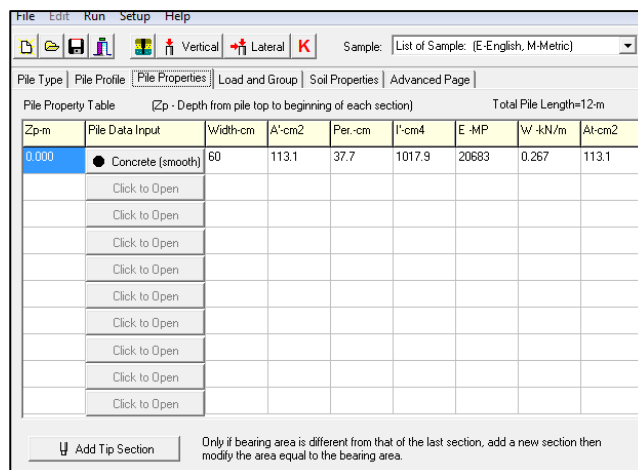 File Edit Run Setup Help
Vertical Lateral K Sample: List of Sample: (E-English, M-Metric)
Pile Type Pile Profile Pile Properties Load and Group Soil Properties Advanced Page
Pile Property Table (Zp - Depth from pile top to beginning of each section) Total Pile Length=12-m
Zp-m Pile Data Input Width-cm A'-cm2 Per.-cm I'-cm4 E -MP W -kN/m At-cm2
0.000 Concrete (smooth) 60 113.1 37.7 1017.9 20683 0.267 113.1
Click to Open
Click to Open
Click to Open
Click to Open
Click to Open
Click to Open
Click to Open
Click to Open
Click to Open
Add Tip Section Only if bearing area is different from that of the last section, add a new section then
modify the area equal to the bearing area.